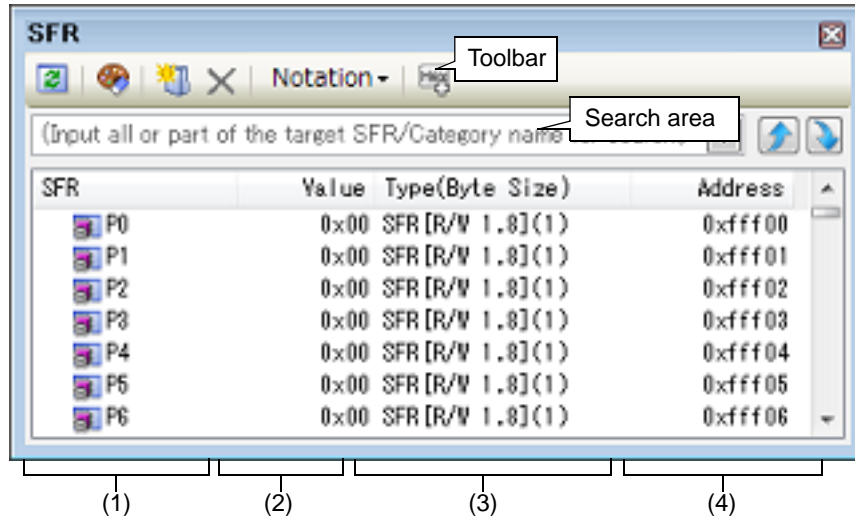 SFR
Toolbar
Notation
Search area
(Input all or part of the target SFR/Category name
SFR Value Type(Byte Size) Address
P0 0x00 SFR[R/W 1.8](1) 0xfff00
P1 0x00 SFR[R/W 1.8](1) 0xfff01
P2 0x00 SFR[R/W 1.8](1) 0xfff02
P3 0x00 SFR[R/W 1.8](1) 0xfff03
P4 0x00 SFR[R/W 1.8](1) 0xfff04
P5 0x00 SFR[R/W 1.8](1) 0xfff05
P6 0x00 SFR[R/W 1.8](1) 0xfff06
(1) (2) (3) (4)